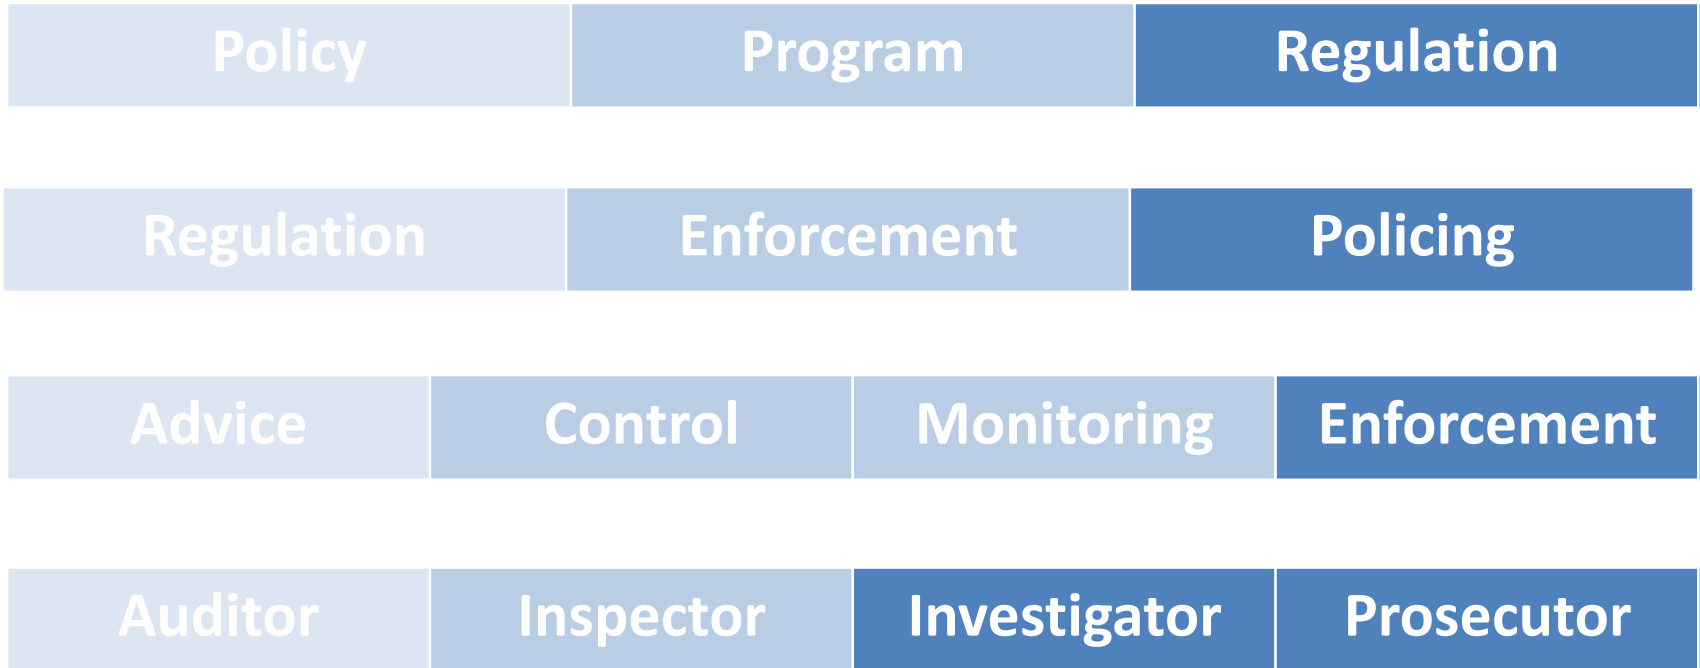 Policy Program Regulation
Regulation Enforcement Policing
Advice Control Monitoring Enforcement
Auditor Inspector Investigator Prosecutor